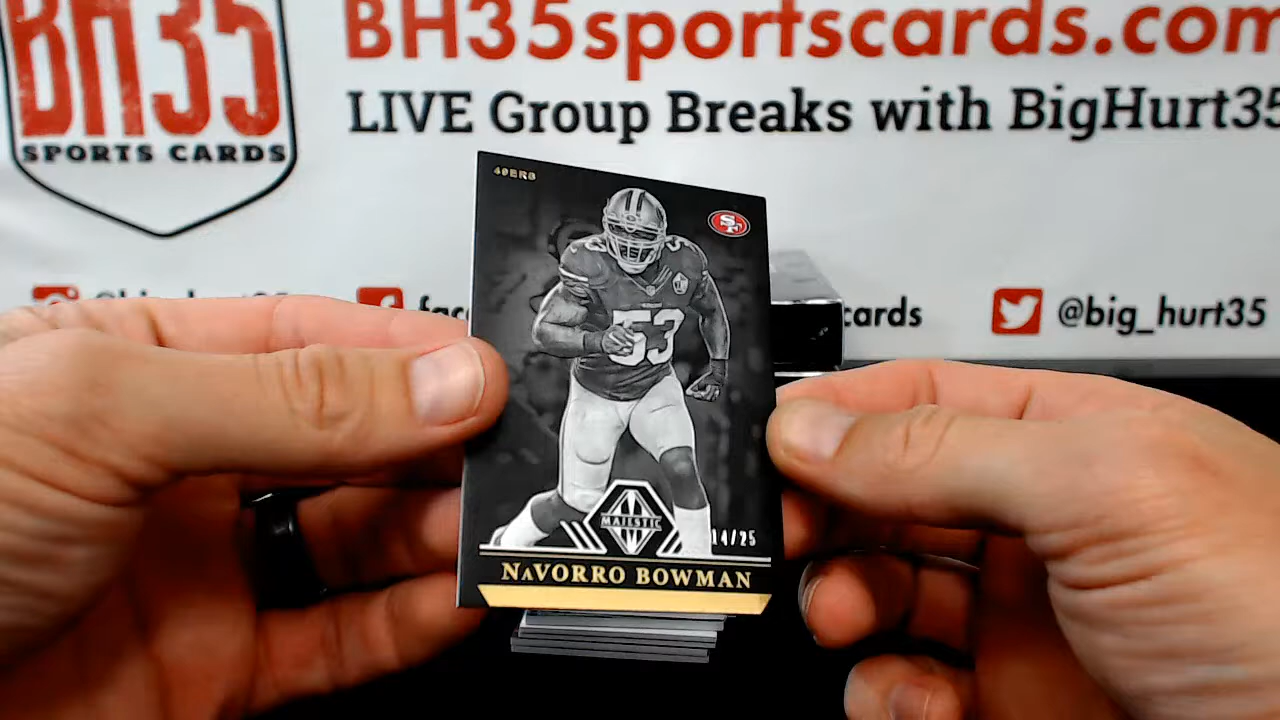 BH35
SPORTS CARDS
BH35sportscards.com
LIVE Group Breaks with BigHurt35
49ERS
SF
53
MAJESTIC
14/25
NAVORRO BOWMAN
cards
@big_hurt35